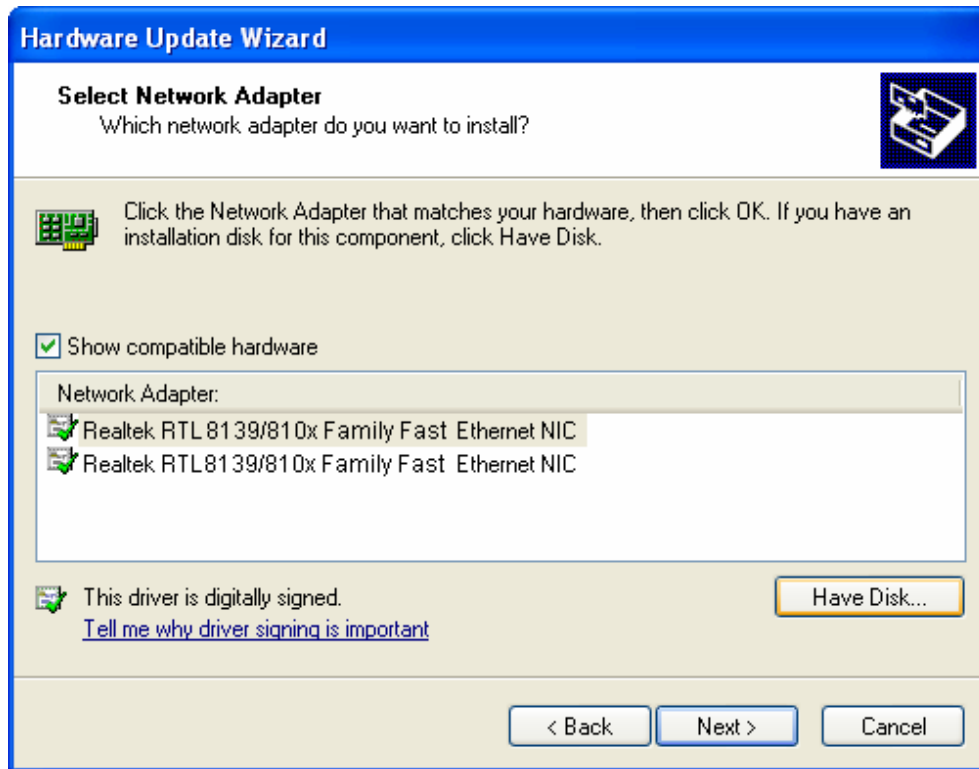 Hardware Update Wizard
Select Network Adapter
Which network adapter do you want to install?
Click the Network Adapter that matches your hardware, then click OK. If you have an
installation disk for this component, click Have Disk.
Show compatible hardware
Network Adapter:
Realtek RTL8139/810x Family Fast Ethernet NIC
Realtek RTL8139/810x Family Fast Ethernet NIC
This driver is digitally signed.
Have Disk...
Tell me why driver signing is important
< Back
Next >
Cancel